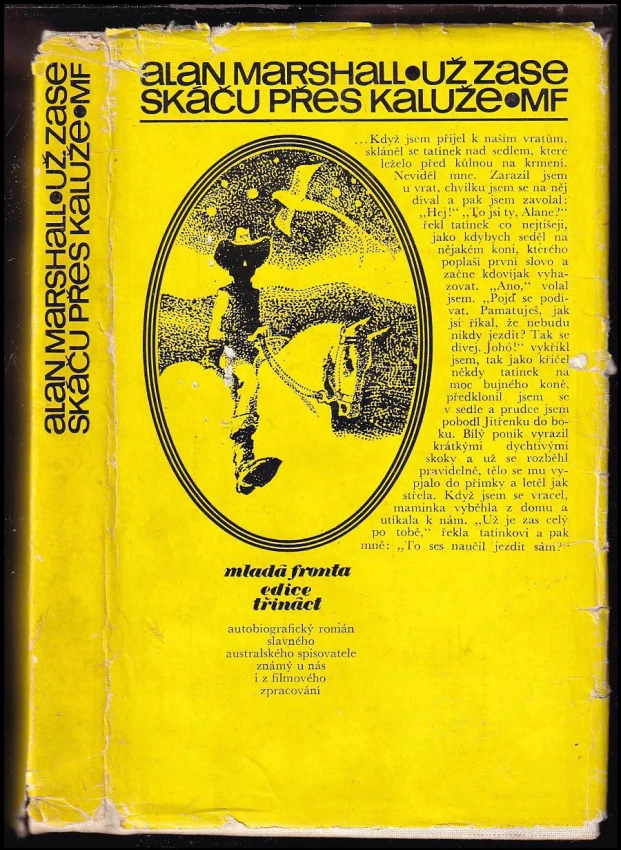 alan marshall•už zase
skáču přes kaluže•mf
alan marshall•už zase
skáču přes kaluže•mf
...Když jsem přijel k našim vratům,
skláněl se tatínek nad sedlem, které
leželo před kůlnou na krmení.
Neviděl mne. Zarazil jsem
u vrat, chvilku jsem se na něj
díval a pak jsem zavolal:
„Hej!“ „To jsi ty, Alane?“
řekl tatínek co nejtišeji,
jako kdybych seděl na
nějakém koni, kterého
poplaší první slovo a
začne kdovíjak vyha-
zovat. „Ano,“ volal
jsem. „Pojď se podí-
vat. Pamatuješ, jak
jsi říkal, že nebudu
nikdy jezdit? Tak se
dívej. Johó!“ vykřikl
jsem, tak jako křičel
někdy tatínek na
moc bujného koně,
předklonil jsem se
v sedle a prudce jsem
pobodl Jitřenku do bo-
ku. Bílý poník vyrazil
krátkými dychtivými
skoky a už se rozběhl
pravidelně, tělo se mu vy-
pjalo do přímky a letěl jak
střela. Když jsem se vracel,
maminka vyběhla z domu a
utíkala k nám. „Už je zas celý
po tobě,“ řekla tatínkovi a pak
mně: „To ses naučil jezdit sám?“
mladá fronta
edice
třináct
autobiografický román
slavného
australského spisovatele
známý u nás
i z filmového
zpracování